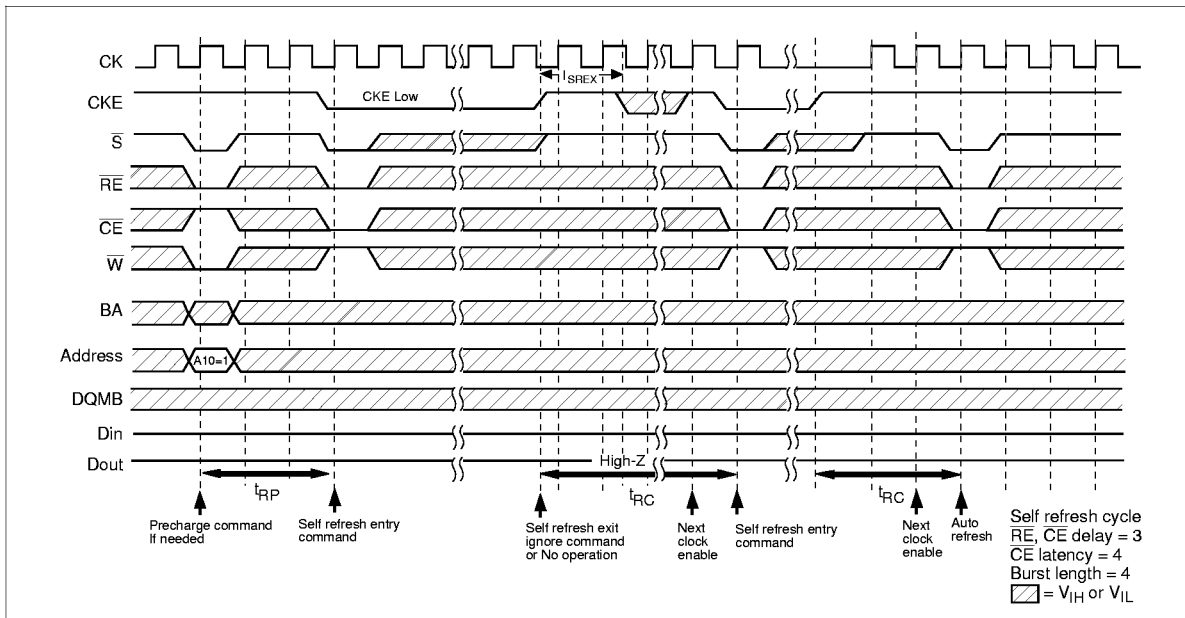 CK
lSREX
CKE
CKE Low
S
RE
CE
W
BA
Address
A10=1
DQMB
Din
Dout
High-Z
tRP
tRC
tRC
Precharge command
If needed
Self refresh entry
command
Self refresh exit
ignore command
or No operation
Next
clock
enable
Self refresh entry
command
Next
clock
enable
Auto
refresh
Self refresh cycle
RE, CE delay = 3
CE latency = 4
Burst length = 4
= VIH or VIL